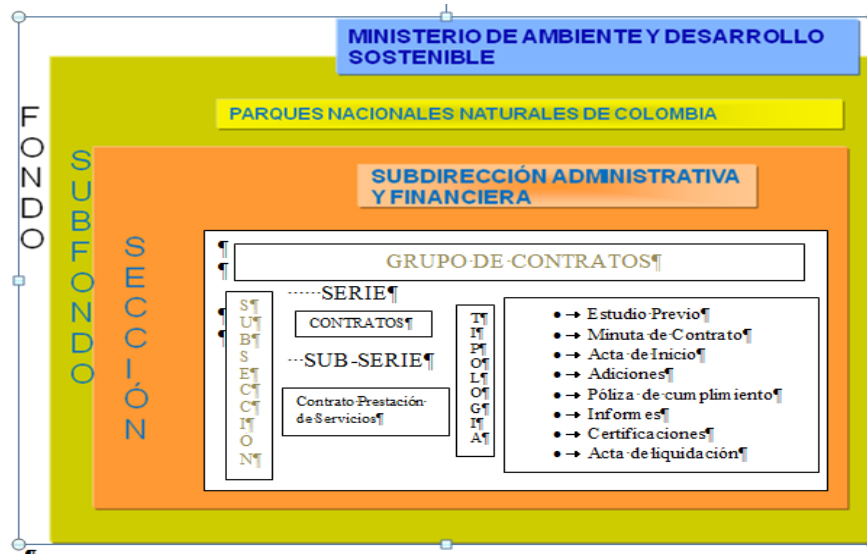 MINISTERIO DE AMBIENTE Y DESARROLLO
SOSTENIBLE
FONDO
PARQUES NACIONALES NATURALES DE COLOMBIA
SUBFONDO
SUBDIRECCIÓN ADMINISTRATIVA
Y FINANCIERA
SECCIÓN
¶
¶
GRUPO·DE·CONTRATOS¶
¶
¶
S¶
U¶
B¶
S¶
E¶
C¶
C¶
I¶
Ó
N¶
······SERIE¶
CONTRATOS¶
···SUB-SERIE¶
Contrato·Prestación·
de·Servicios¶
T¶
I¶
P¶
O¶
L¶
O¶
G¶
I¶
A¶
●→Estudio·Previo¶
●→Minuta·de·Contrato¶
●→Acta·de·Inicio¶
●→Adiciones¶
●→Póliza·de·cumplimiento¶
●→Informes¶
●→Certificaciones¶
●→Acta·de·liquidación¶
¶